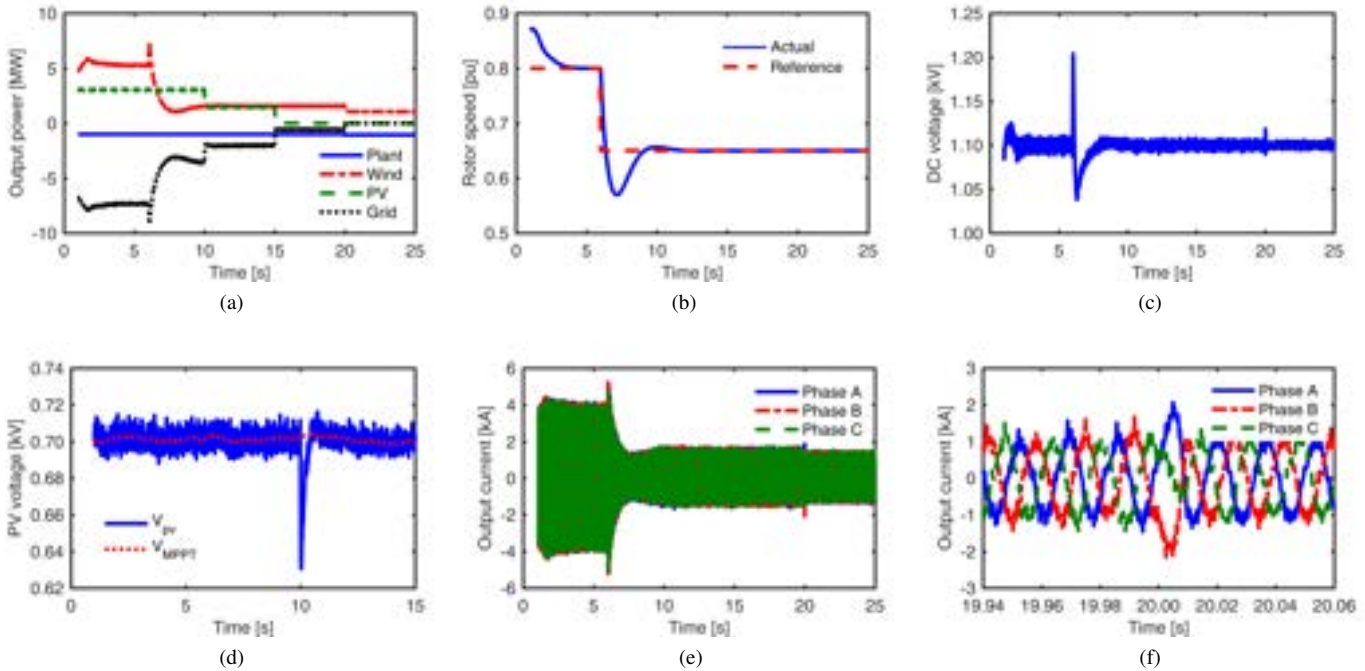 Output power [MW]
10
5
0
-5
-10
Plant
Wind
PV
Grid
0 5 10 15 20 25
Time [s]
(a)
Rotor speed [pu]
0.9
0.8
0.7
0.6
0.5
Actual
Reference
0 5 10 15 20 25
Time [s]
(b)
DC voltage [kV]
1.25
1.20
1.15
1.10
1.05
1.00
0 5 10 15 20 25
Time [s]
(c)
PV voltage [kV]
0.74
0.72
0.70
0.68
0.66
0.64
0.62
V_PV
V_MPPT
0 5 10 15
Time [s]
(d)
Output current [kA]
6
4
2
0
-2
-4
-6
Phase A
Phase B
Phase C
0 5 10 15 20 25
Time [s]
(e)
Output current [kA]
3
2
1
0
-1
-2
-3
Phase A
Phase B
Phase C
19.94 19.96 19.98 20.00 20.02 20.04 20.06
Time [s]
(f)